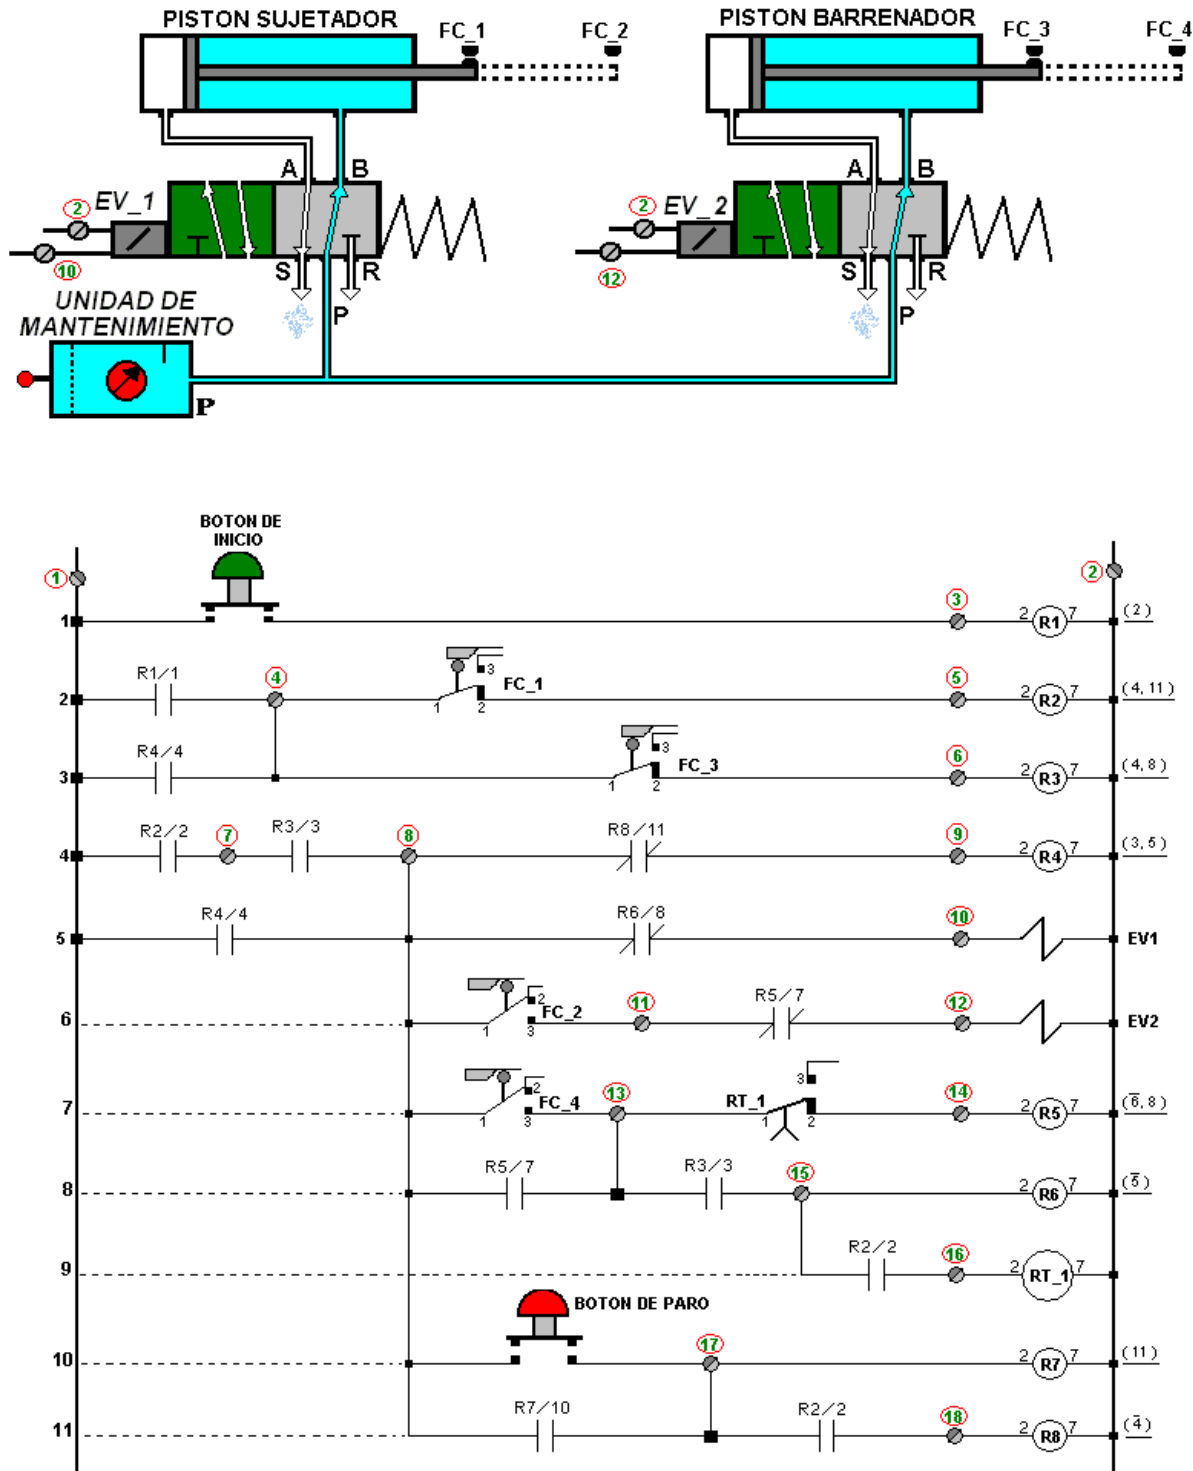 PISTON SUJETADOR
FC_1
FC_2
PISTON BARRENADOR
FC_3
FC_4
A
B
A
B
2
EV_1
2
EV_2
10
S
R
12
S
R
UNIDAD DE
MANTENIMIENTO
P
P
P
BOTON DE
INICIO
1
2
1
3
2
R1
7
(2)
R1/1
4
3
FC_1
5
2
1
2
2
R2
7
(4,11)
R4/4
3
FC_3
6
3
1
2
2
R3
7
(4,8)
R2/2
7
R3/3
8
R8/11
9
4
2
R4
7
(3,5)
R4/4
R6/8
10
5
EV1
2
FC_2
11
R5/7
12
6
1
3
EV2
2
FC_4
13
RT_1
3
14
7
1
3
1
2
2
R5
7
(6̅,8)
R5/7
R3/3
15
8
2
R6
7
(5̅)
R2/2
16
9
2
RT_1
7
BOTON DE PARO
17
10
2
R7
7
(11)
R7/10
R2/2
18
11
2
R8
7
(4̅)